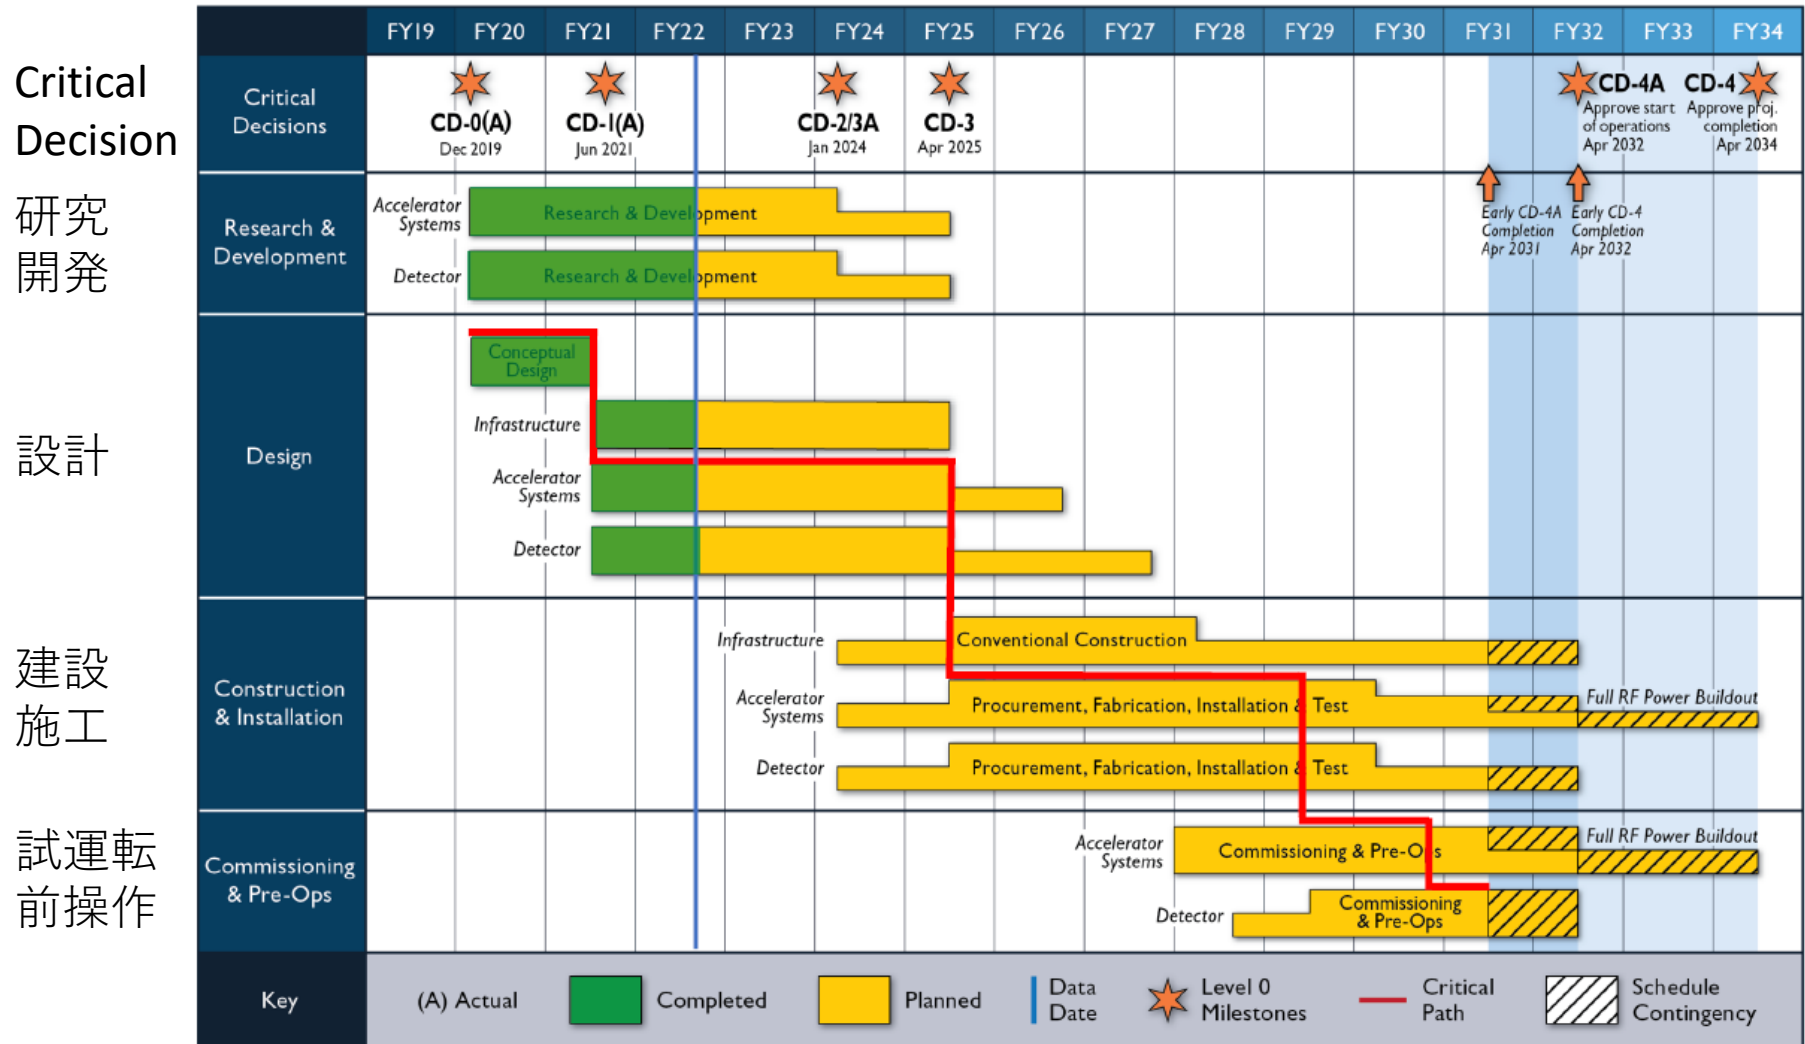 FY19 FY20 FY21 FY22 FY23 FY24 FY25 FY26 FY27 FY28 FY29 FY30 FY31 FY32 FY33 FY34
Critical
Decision
Critical
Decisions
CD-0(A)
Dec 2019
CD-1(A)
Jun 2021
CD-2/3A
Jan 2024
CD-3
Apr 2025
CD-4A
Approve start
of operations
Apr 2032
CD-4
Approve proj.
completion
Apr 2034
研究
開発
Research &
Development
Accelerator
Systems
Research & Development
Detector
Research & Development
Early CD-4A
Completion
Apr 2031
Early CD-4
Completion
Apr 2032
設計
Design
Conceptual
Design
Infrastructure
Accelerator
Systems
Detector
建設
施工
Construction
& Installation
Infrastructure
Conventional Construction
Accelerator
Systems
Procurement, Fabrication, Installation & Test
Full RF Power Buildout
Detector
Procurement, Fabrication, Installation & Test
試運転
前操作
Commissioning
& Pre-Ops
Accelerator
Systems
Commissioning & Pre-Ops
Full RF Power Buildout
Detector
Commissioning
& Pre-Ops
Key
(A) Actual
Completed
Planned
Data
Date
Level 0
Milestones
Critical
Path
Schedule
Contingency